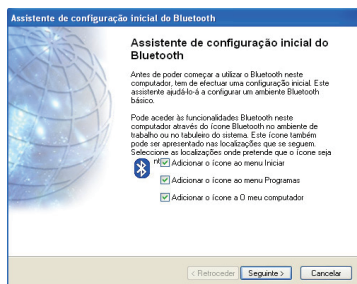 Assistente de configuração inicial do Bluetooth
Assistente de configuração inicial do
Bluetooth
Antes de poder começar a utilizar o Bluetooth neste
computador, tem de efectuar uma configuração inicial. Este
assistente ajudá-lo-á a configurar um ambiente Bluetooth
básico.
Pode aceder às funcionalidades Bluetooth neste
computador através do ícone Bluetooth no ambiente de
trabalho ou no tabuleiro do sistema. Este ícone também
pode ser apresentado nas localizações que se seguem.
Seleccione as localizações onde pretende que o ícone seja
Adicionar o ícone ao menu Iniciar
Adicionar o ícone ao menu Programas
Adicionar o ícone a O meu computador
< Retroceder
Seguinte >
Cancelar